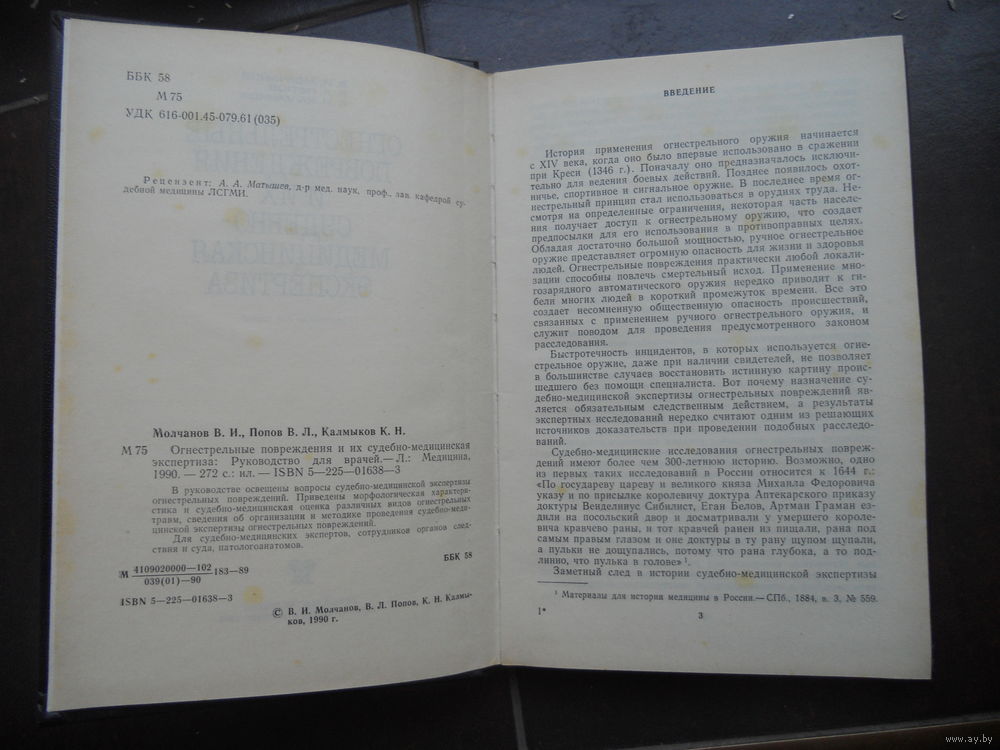 ББК 58
М 75
УДК 616-001.45-079.61 (035)
Рецензент: А. А. Матышев, д-р мед. наук, проф., зав. кафедрой су-
дебной медицины ЛСГМИ.
Молчанов В. И., Попов В. Л., Калмыков К. Н.
М 75 Огнестрельные повреждения и их судебно-медицинская
экспертиза: Руководство для врачей.— Л.: Медицина,
1990. — 272 с.: ил. — ISBN 5—225—01638—3
В руководстве освещены вопросы судебно-медицинской экспертизы
огнестрельных повреждений. Приведены морфологическая характери-
стика и судебно-медицинская оценка различных видов огнестрельных
травм, сведения об организации и методике проведения судебно-меди-
цинской экспертизы огнестрельных повреждений.
Для судебно-медицинских экспертов, сотрудников органов след-
ствия и суда, патологоанатомов.
М 4109020000—102
039(01)—90 183—89
ББК 58
ISBN 5—225—01638—3
© В. И. Молчанов, В. Л. Попов, К. Н. Калмы-
ков, 1990 г.
ВВЕДЕНИЕ
История применения огнестрельного оружия начинается
с XIV века, когда оно было впервые использовано в сражении
при Креси (1346 г.). Поначалу оно предназначалось исключи-
тельно для ведения боевых действий. Позднее появилось охот-
ничье, спортивное и сигнальное оружие. В последнее время ог-
нестрельный принцип стал использоваться в орудиях труда. Не-
смотря на определенные ограничения, некоторая часть населе-
ния получает доступ к огнестрельному оружию, что создает
предпосылки для его использования в противоправных целях.
Обладая достаточно большой мощностью, ручное огнестрельное
оружие представляет огромную опасность для жизни и здоровья
людей. Огнестрельные повреждения практически любой локали-
зации способны повлечь смертельный исход. Применение мно-
гозарядного автоматического оружия нередко приводит к ги-
бели многих людей в короткий промежуток времени. Все это
создает несомненную общественную опасность происшествий,
связанных с применением ручного огнестрельного оружия, и
служит поводом для проведения предусмотренного законом
расследования.
Быстротечность инцидентов, в которых используется огне-
стрельное оружие, даже при наличии свидетелей, не позволяет
в большинстве случаев восстановить истинную картину проис-
шедшего без помощи специалиста. Вот почему назначение су-
дебно-медицинской экспертизы огнестрельных повреждений яв-
ляется обязательным следственным действием, а результаты
экспертных исследований нередко считают одним из решающих
источников доказательств при проведении подобных расследо-
ваний.
Судебно-медицинские исследования огнестрельных повреж-
дений имеют более чем 300-летнюю историю. Возможно, одно
из первых таких исследований в России относится к 1644 г.:
«По государеву цареву и великого князя Михаила Федоровича
указу и по присылке королевичу доктора Аптекарского приказу
доктуры Венделинус Сибилист, Еган Белов, Артман Граман ез-
дили на посольский двор и досматривали у умершего короле-
вича кравчево раны, и тот кравчей ранен из пищали, рана под
самым правым глазом и оне доктуры в ту рану щупом щупали,
а пульки не дощупались, потому что рана глубока, а то под-
линно, что пулька в голове» ¹.
Заметный след в истории судебно-медицинской экспертизы
¹ Материалы для истории медицины в России.— СПб., 1884, в. 3, № 559.
1*
3
www.ay.by